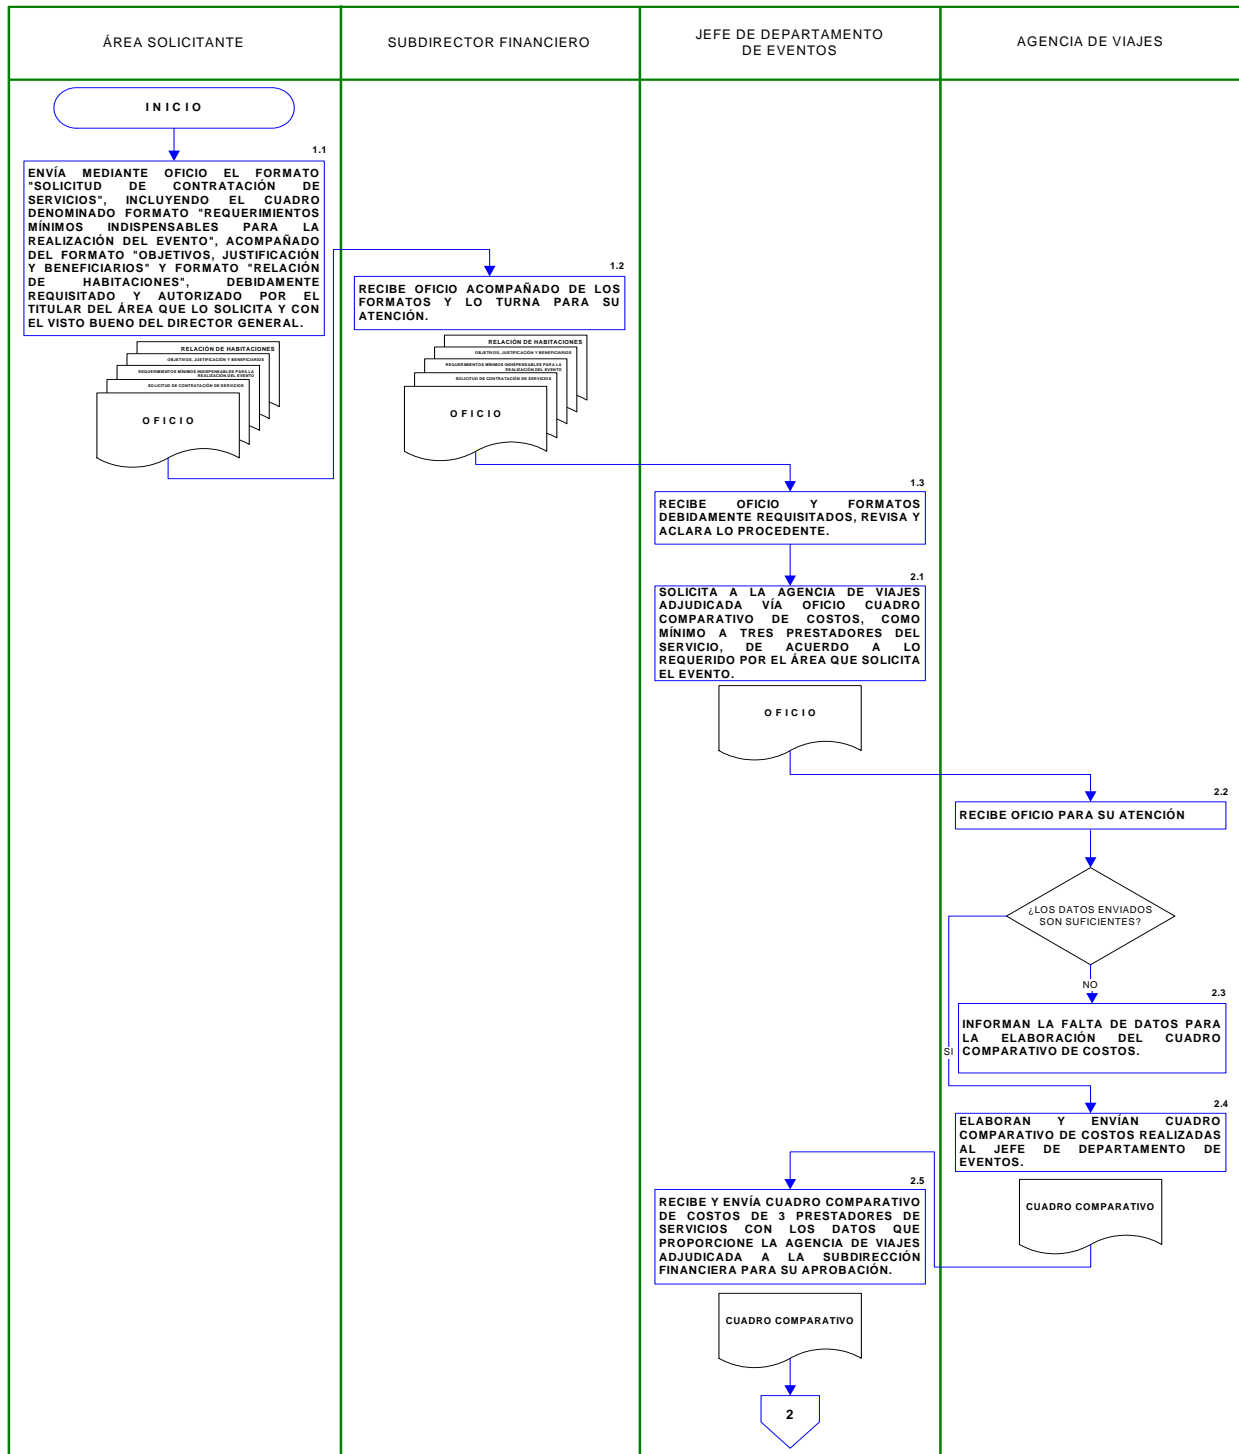 ÁREA SOLICITANTE
SUBDIRECTOR FINANCIERO
JEFE DE DEPARTAMENTO
DE EVENTOS
AGENCIA DE VIAJES
INICIO
1.1
ENVÍA MEDIANTE OFICIO EL FORMATO
"SOLICITUD DE CONTRATACIÓN DE
SERVICIOS", INCLUYENDO EL CUADRO
DENOMINADO FORMATO "REQUERIMIENTOS
MÍNIMOS INDISPENSABLES PARA LA
REALIZACIÓN DEL EVENTO", ACOMPAÑADO
DEL FORMATO "OBJETIVOS, JUSTIFICACIÓN
Y BENEFICIARIOS" Y FORMATO "RELACIÓN
DE HABITACIONES", DEBIDAMENTE
REQUISITADO Y AUTORIZADO POR EL
TITULAR DEL ÁREA QUE LO SOLICITA Y CON
EL VISTO BUENO DEL DIRECTOR GENERAL.
RELACIÓN DE HABITACIONES
OBJETIVOS, JUSTIFICACIÓN Y BENEFICIARIOS
REQUERIMIENTOS MÍNIMOS INDISPENSABLES PARA LA
REALIZACIÓN DEL EVENTO
SOLICITUD DE CONTRATACIÓN DE SERVICIOS
OFICIO
1.2
RECIBE OFICIO ACOMPAÑADO DE LOS
FORMATOS Y LO TURNA PARA SU
ATENCIÓN.
RELACIÓN DE HABITACIONES
OBJETIVOS, JUSTIFICACIÓN Y BENEFICIARIOS
REQUERIMIENTOS MÍNIMOS INDISPENSABLES PARA LA
REALIZACIÓN DEL EVENTO
SOLICITUD DE CONTRATACIÓN DE SERVICIOS
OFICIO
1.3
RECIBE OFICIO Y FORMATOS
DEBIDAMENTE REQUISITADOS, REVISA Y
ACLARA LO PROCEDENTE.
2.1
SOLICITA A LA AGENCIA DE VIAJES
ADJUDICADA VÍA OFICIO CUADRO
COMPARATIVO DE COSTOS, COMO
MÍNIMO A TRES PRESTADORES DEL
SERVICIO, DE ACUERDO A LO
REQUERIDO POR EL ÁREA QUE SOLICITA
EL EVENTO.
OFICIO
2.2
RECIBE OFICIO PARA SU ATENCIÓN
¿LOS DATOS ENVIADOS
SON SUFICIENTES?
NO
2.3
INFORMAN LA FALTA DE DATOS PARA
LA ELABORACIÓN DEL CUADRO
COMPARATIVO DE COSTOS.
SI
2.4
ELABORAN Y ENVÍAN CUADRO
COMPARATIVO DE COSTOS REALIZADAS
AL JEFE DE DEPARTAMENTO DE
EVENTOS.
CUADRO COMPARATIVO
2.5
RECIBE Y ENVÍA CUADRO COMPARATIVO
DE COSTOS DE 3 PRESTADORES DE
SERVICIOS CON LOS DATOS QUE
PROPORCIONE LA AGENCIA DE VIAJES
ADJUDICADA A LA SUBDIRECCIÓN
FINANCIERA PARA SU APROBACIÓN.
CUADRO COMPARATIVO
2